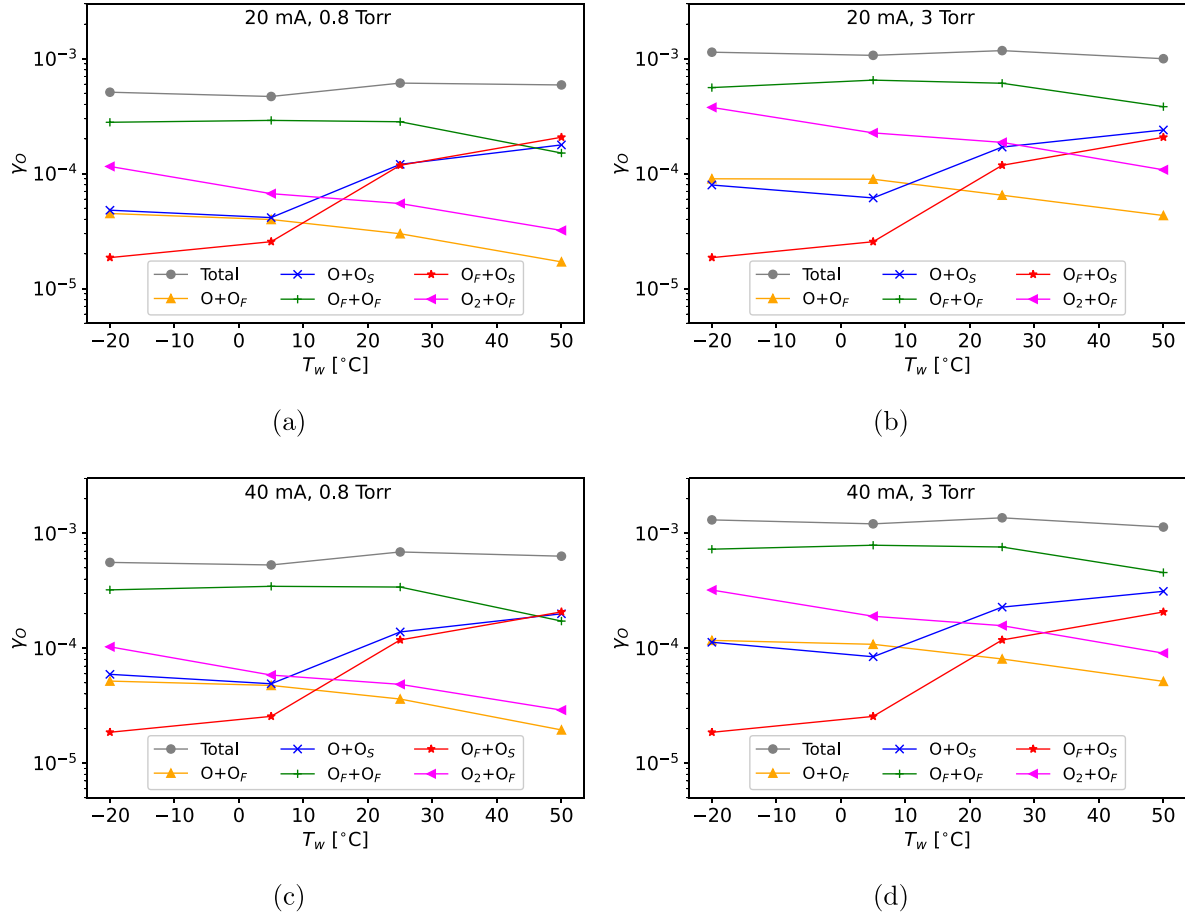 20 mA, 0.8 Torr
10⁻³
10⁻⁴
10⁻⁵
γ_O
Total O+O_S O_F+O_S
O+O_F O_F+O_F O₂+O_F
−20 −10 0 10 20 30 40 50
T_w [°C]
(a)
20 mA, 3 Torr
10⁻³
10⁻⁴
10⁻⁵
γ_O
Total O+O_S O_F+O_S
O+O_F O_F+O_F O₂+O_F
−20 −10 0 10 20 30 40 50
T_w [°C]
(b)
40 mA, 0.8 Torr
10⁻³
10⁻⁴
10⁻⁵
γ_O
Total O+O_S O_F+O_S
O+O_F O_F+O_F O₂+O_F
−20 −10 0 10 20 30 40 50
T_w [°C]
(c)
40 mA, 3 Torr
10⁻³
10⁻⁴
10⁻⁵
γ_O
Total O+O_S O_F+O_S
O+O_F O_F+O_F O₂+O_F
−20 −10 0 10 20 30 40 50
T_w [°C]
(d)